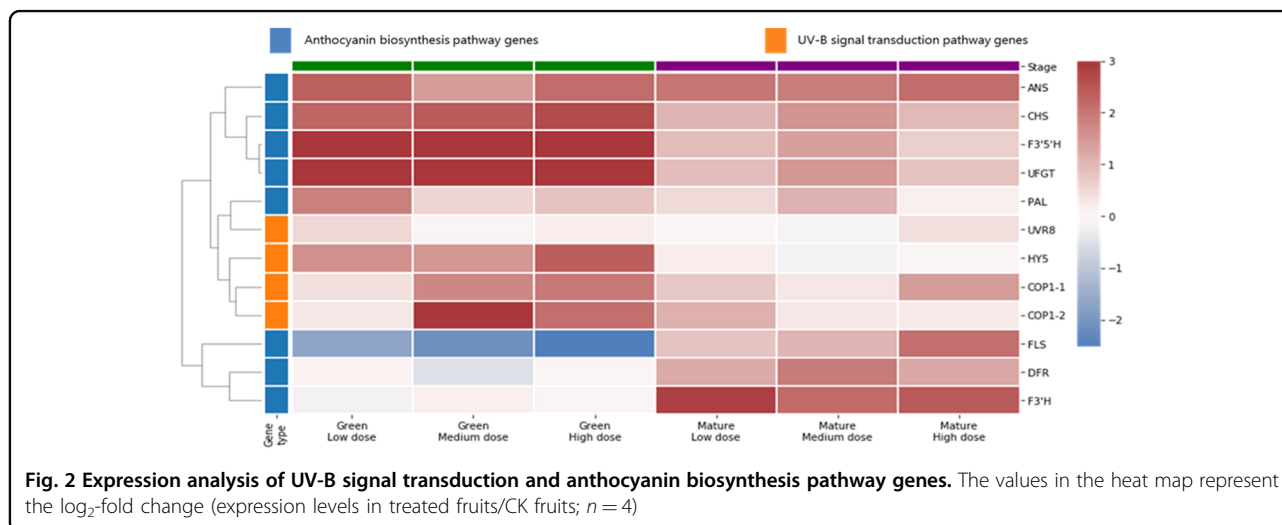 Anthocyanin biosynthesis pathway genes
UV-B signal transduction pathway genes
Stage
3
ANS
CHS
2
F3'5'H
UFGT
1
PAL
UVR8
0
HY5
COP1-1
−1
COP1-2
FLS
−2
DFR
F3'H
Gene
type
Green
Low dose
Green
Medium dose
Green
High dose
Mature
Low dose
Mature
Medium dose
Mature
High dose
Fig. 2 Expression analysis of UV-B signal transduction and anthocyanin biosynthesis pathway genes. The values in the heat map represent
the log₂-fold change (expression levels in treated fruits/CK fruits; n = 4)